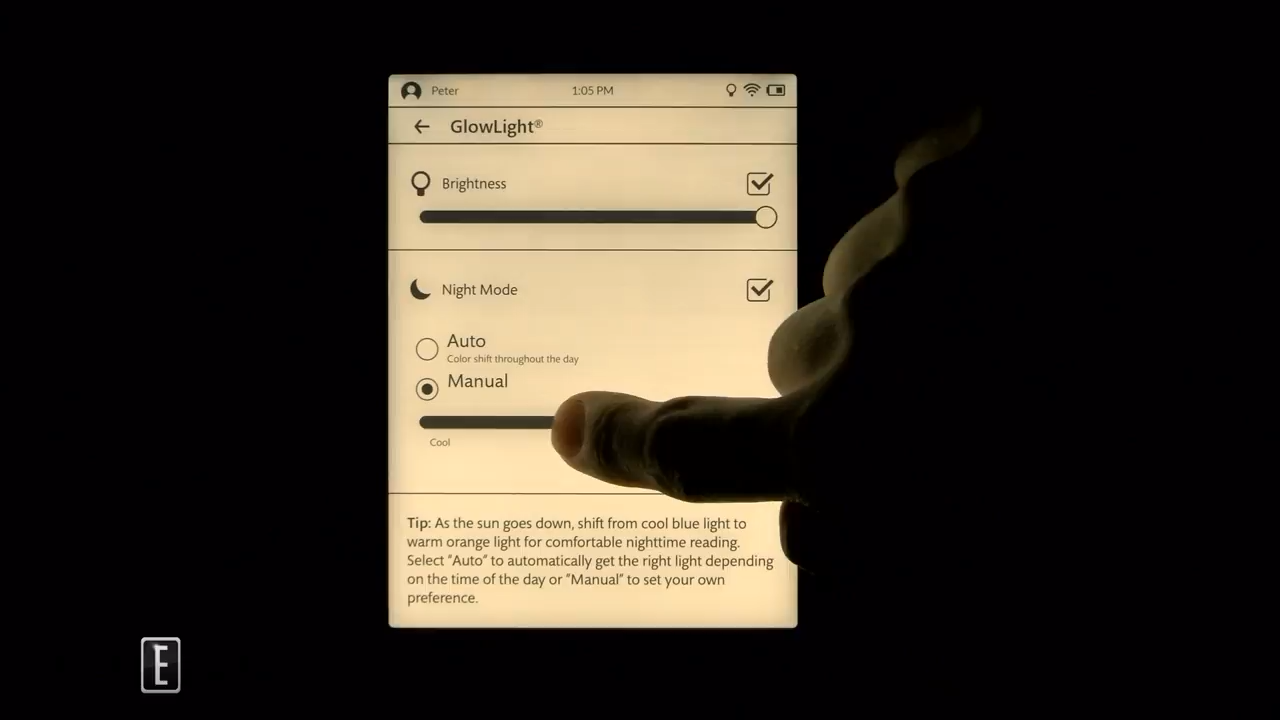 Peter 1:05 PM
GlowLight®
Brightness
Night Mode
Auto
Color shift throughout the day
Manual
Cool
Tip: As the sun goes down, shift from cool blue light to
warm orange light for comfortable nighttime reading.
Select "Auto" to automatically get the right light depending
on the time of the day or "Manual" to set your own
preference.
E